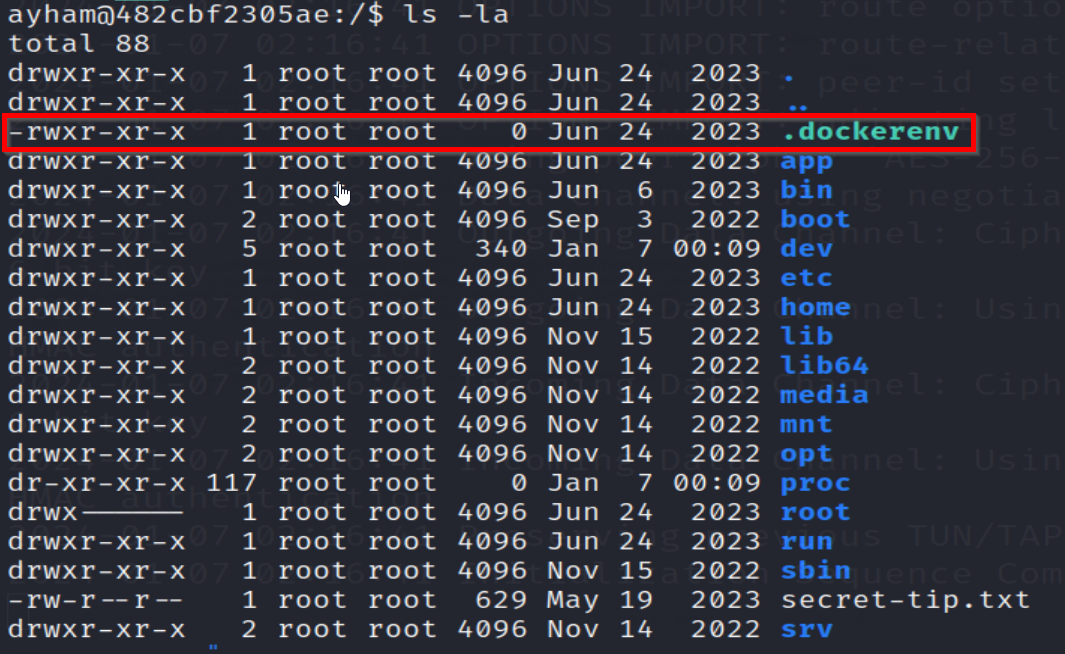 ayham@482cbf2305ae:/$ ls -la
total 88
drwxr-xr-x 1 root root 4096 Jun 24 2023 .
drwxr-xr-x 1 root root 4096 Jun 24 2023 ..
-rwxr-xr-x 1 root root 0 Jun 24 2023 .dockerenv
drwxr-xr-x 1 root root 4096 Jun 24 2023 app
drwxr-xr-x 1 root root 4096 Jun 6 2023 bin
drwxr-xr-x 2 root root 4096 Sep 3 2022 boot
drwxr-xr-x 5 root root 340 Jan 7 00:09 dev
drwxr-xr-x 1 root root 4096 Jun 24 2023 etc
drwxr-xr-x 1 root root 4096 Jun 24 2023 home
drwxr-xr-x 1 root root 4096 Nov 15 2022 lib
drwxr-xr-x 2 root root 4096 Nov 14 2022 lib64
drwxr-xr-x 2 root root 4096 Nov 14 2022 media
drwxr-xr-x 2 root root 4096 Nov 14 2022 mnt
drwxr-xr-x 2 root root 4096 Nov 14 2022 opt
dr-xr-xr-x 117 root root 0 Jan 7 00:09 proc
drwx------ 1 root root 4096 Jun 24 2023 root
drwxr-xr-x 1 root root 4096 Jun 24 2023 run
drwxr-xr-x 1 root root 4096 Nov 15 2022 sbin
-rw-r--r-- 1 root root 629 May 19 2023 secret-tip.txt
drwxr-xr-x 2 root root 4096 Nov 14 2022 srv